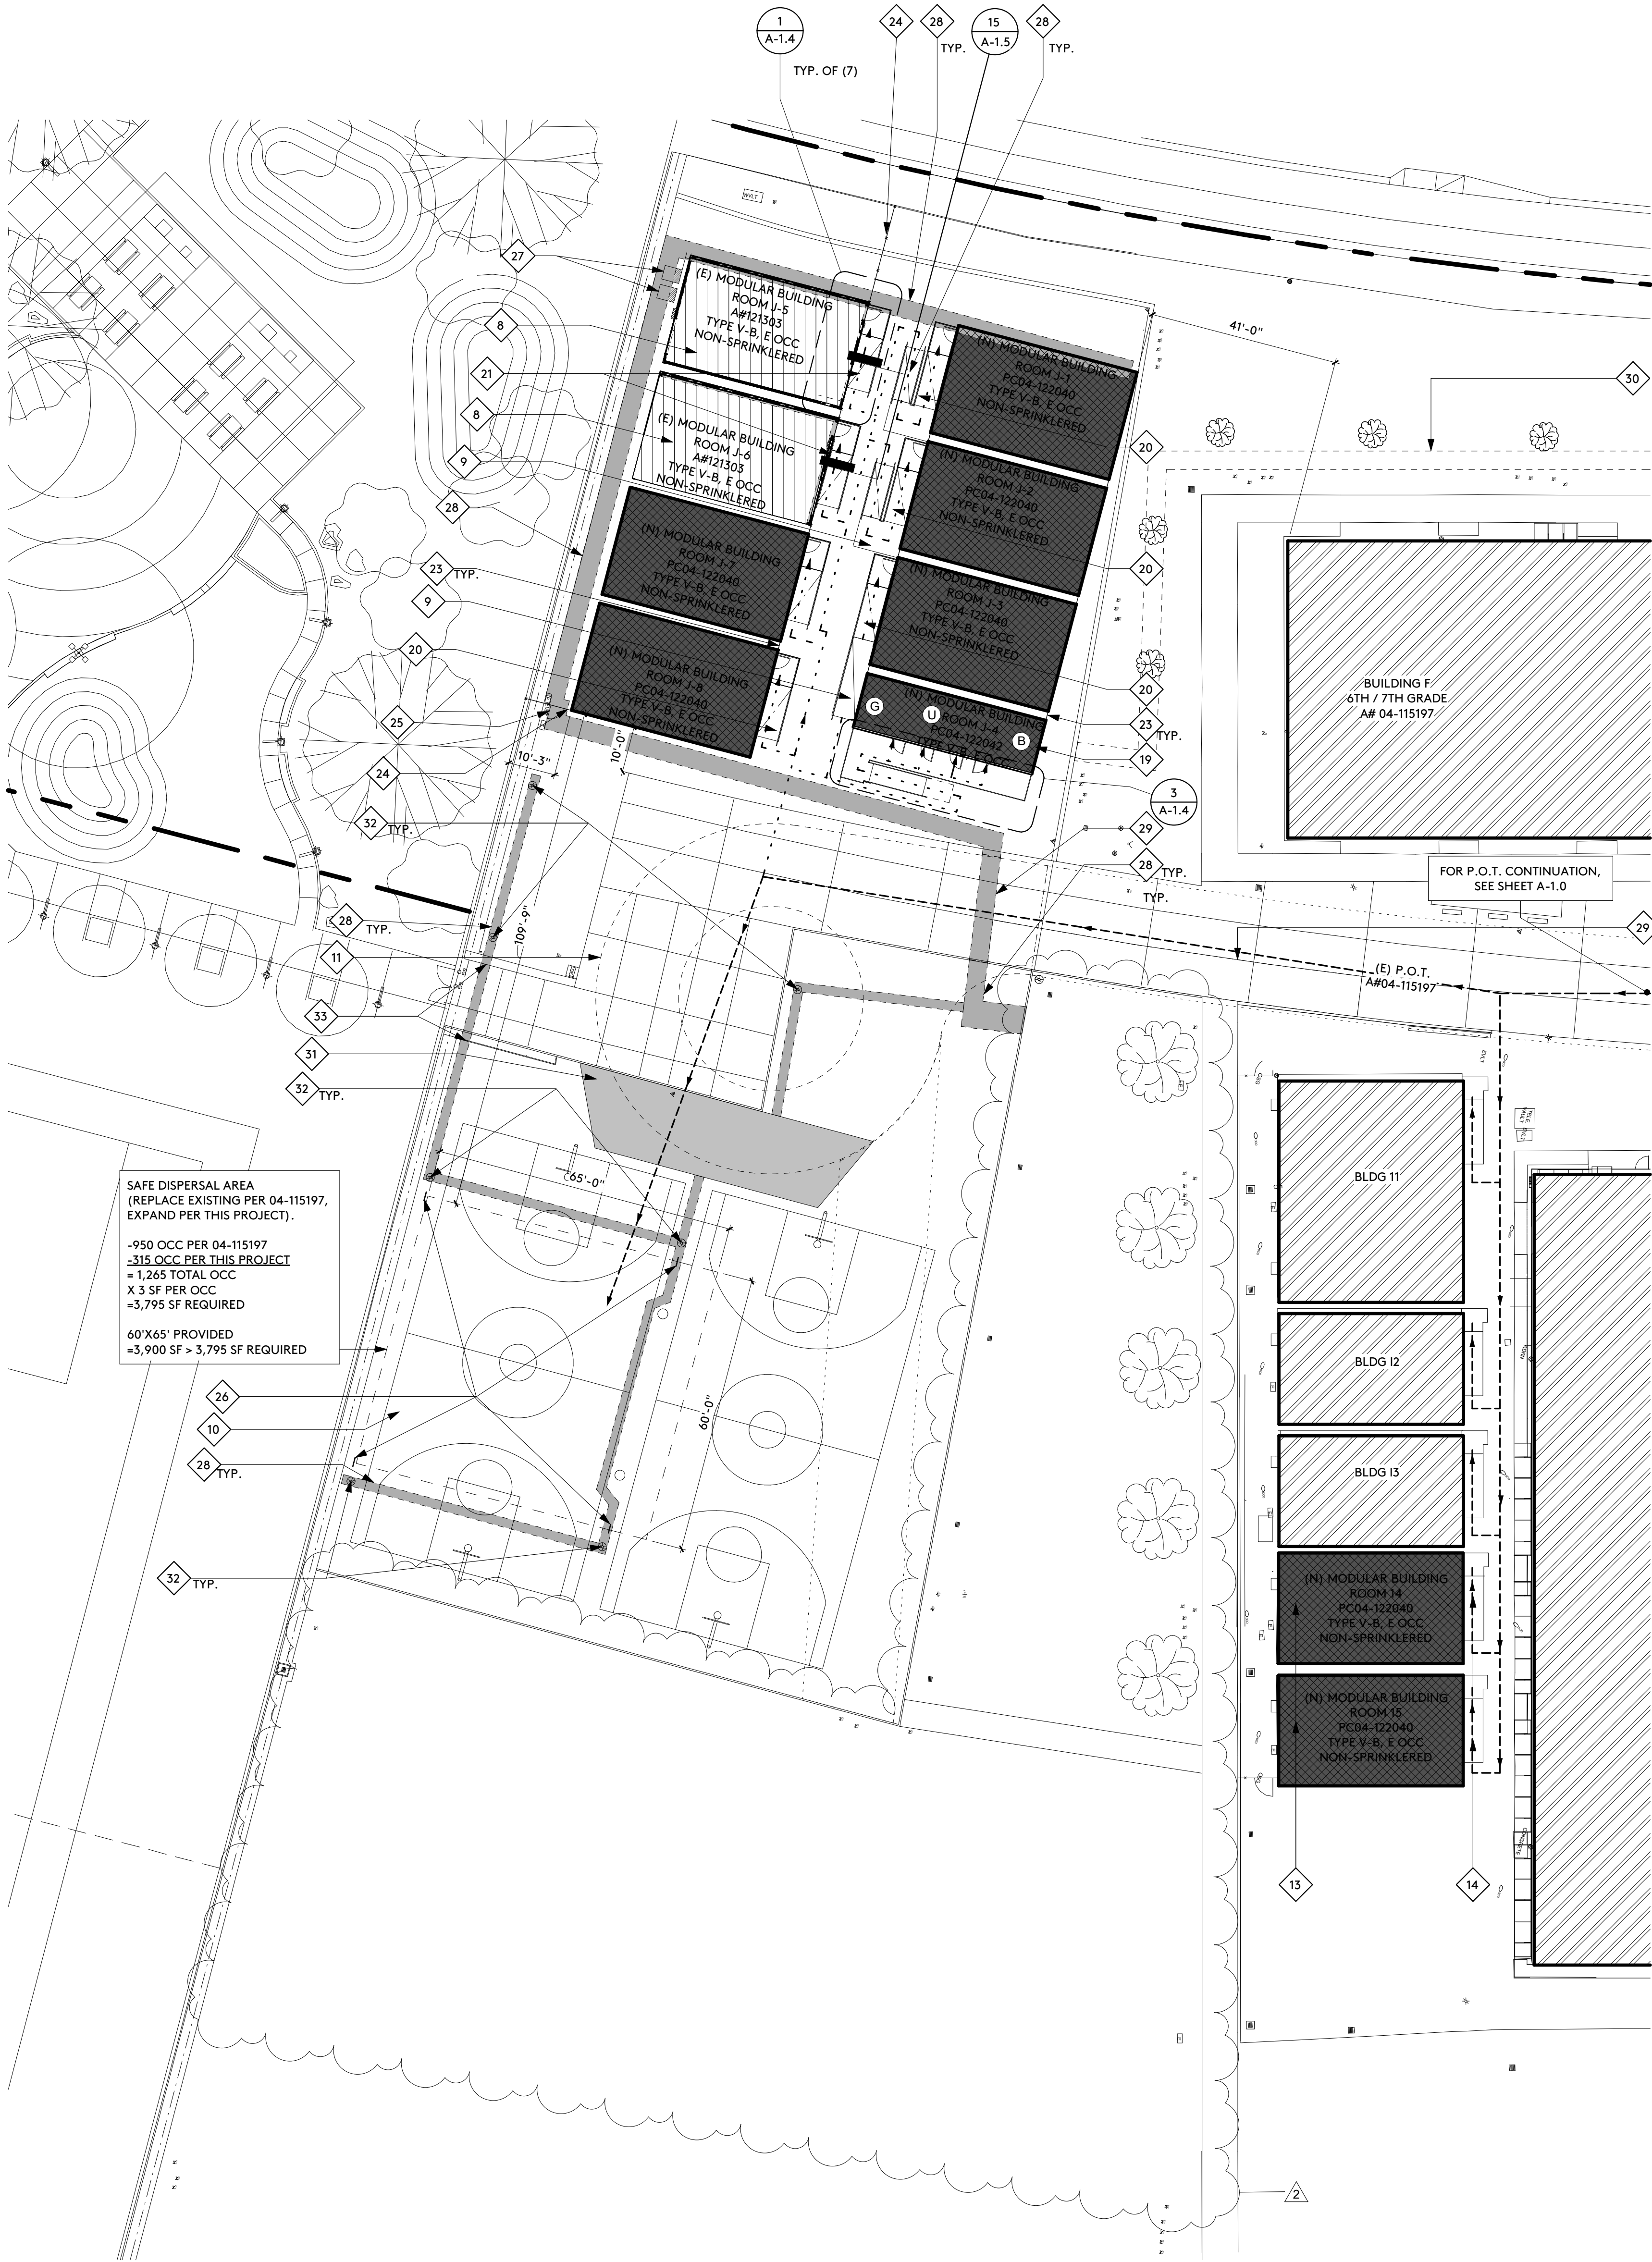 1
A-1.4
TYP. OF (7)
24
28
TYP.
15
A-1.5
28
TYP.
WVLT
27
8
21
8
9
28
23
TYP.
9
20
25
24
32
TYP.
(E) MODULAR BUILDING
ROOM J-5
A#121303
TYPE V-B, E OCC
NON-SPRINKLERED
(E) MODULAR BUILDING
ROOM J-6
A#121303
TYPE V-B, E OCC
NON-SPRINKLERED
(N) MODULAR BUILDING
ROOM J-7
PC04-122040
TYPE V-B, E OCC
NON-SPRINKLERED
(N) MODULAR BUILDING
ROOM J-8
PC04-122040
TYPE V-B, E OCC
NON-SPRINKLERED
(N) MODULAR BUILDING
ROOM J-1
PC04-122040
TYPE V-B, E OCC
NON-SPRINKLERED
(N) MODULAR BUILDING
ROOM J-2
PC04-122040
TYPE V-B, E OCC
NON-SPRINKLERED
(N) MODULAR BUILDING
ROOM J-3
PC04-122040
TYPE V-B, E OCC
NON-SPRINKLERED
(N) MODULAR BUILDING
ROOM J-4
PC04-122042
TYPE V-B, E OCC
G
U
B
41'-0"
30
20
20
20
23
TYP.
19
3
A-1.4
29
28
TYP.
TYP.
BUILDING F
6TH / 7TH GRADE
A# 04-115197
FOR P.O.T. CONTINUATION,
SEE SHEET A-1.0
29
(E) P.O.T.
A#04-115197
10'-3"
10'-0"
109'-9"
28
TYP.
11
33
31
32
TYP.
65'-0"
60'-0"
SAFE DISPERSAL AREA
(REPLACE EXISTING PER 04-115197,
EXPAND PER THIS PROJECT).
-950 OCC PER 04-115197
-315 OCC PER THIS PROJECT
= 1,265 TOTAL OCC
X 3 SF PER OCC
=3,795 SF REQUIRED
60'X65' PROVIDED
=3,900 SF > 3,795 SF REQUIRED
26
10
28
TYP.
32
TYP.
EVLT
TELE
VAULT
BLDG 11
BLDG I2
BLDG I3
(N) MODULAR BUILDING
ROOM 14
PC04-122040
TYPE V-B, E OCC
NON-SPRINKLERED
(N) MODULAR BUILDING
ROOM 15
PC04-122040
TYPE V-B, E OCC
NON-SPRINKLERED
CONCRETE
13
14
2